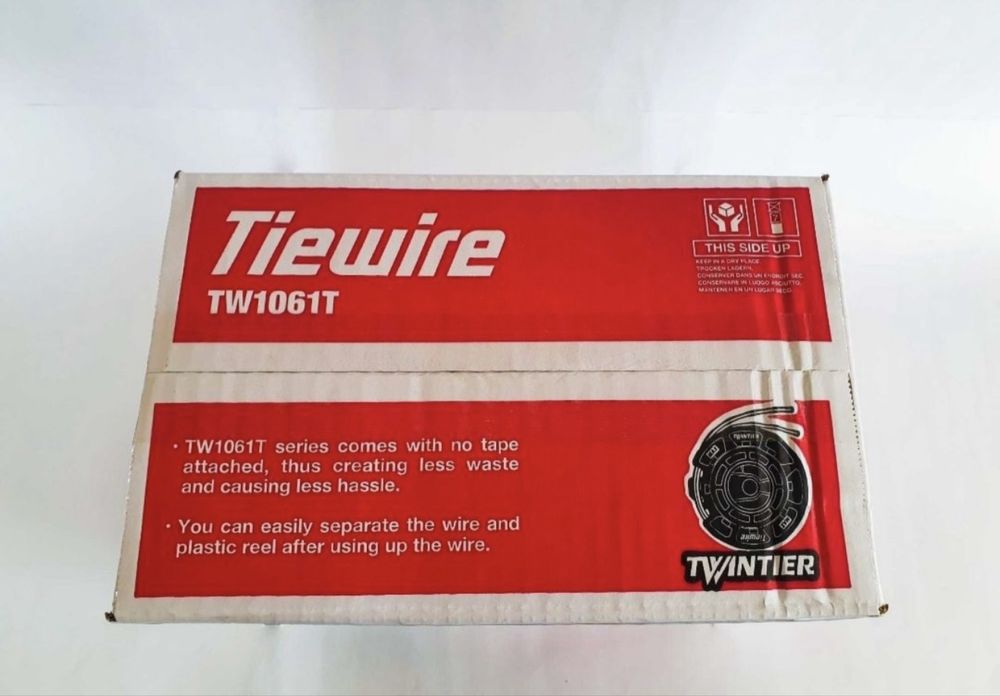 Tiewire
TW1061T
THIS SIDE UP
KEEP IN A DRY PLACE
TROCKEN LAGERN.
CONSERVER DANS UN ENDROIT SEC.
CONSERVARE IN LUOGO ASCIUTTO.
MANTENER EN UN LUGAR SECO.
· TW1061T series comes with no tape
attached, thus creating less waste
and causing less hassle.
· You can easily separate the wire and
plastic reel after using up the wire.
TWINTIER
Tiewire
TWINTIER